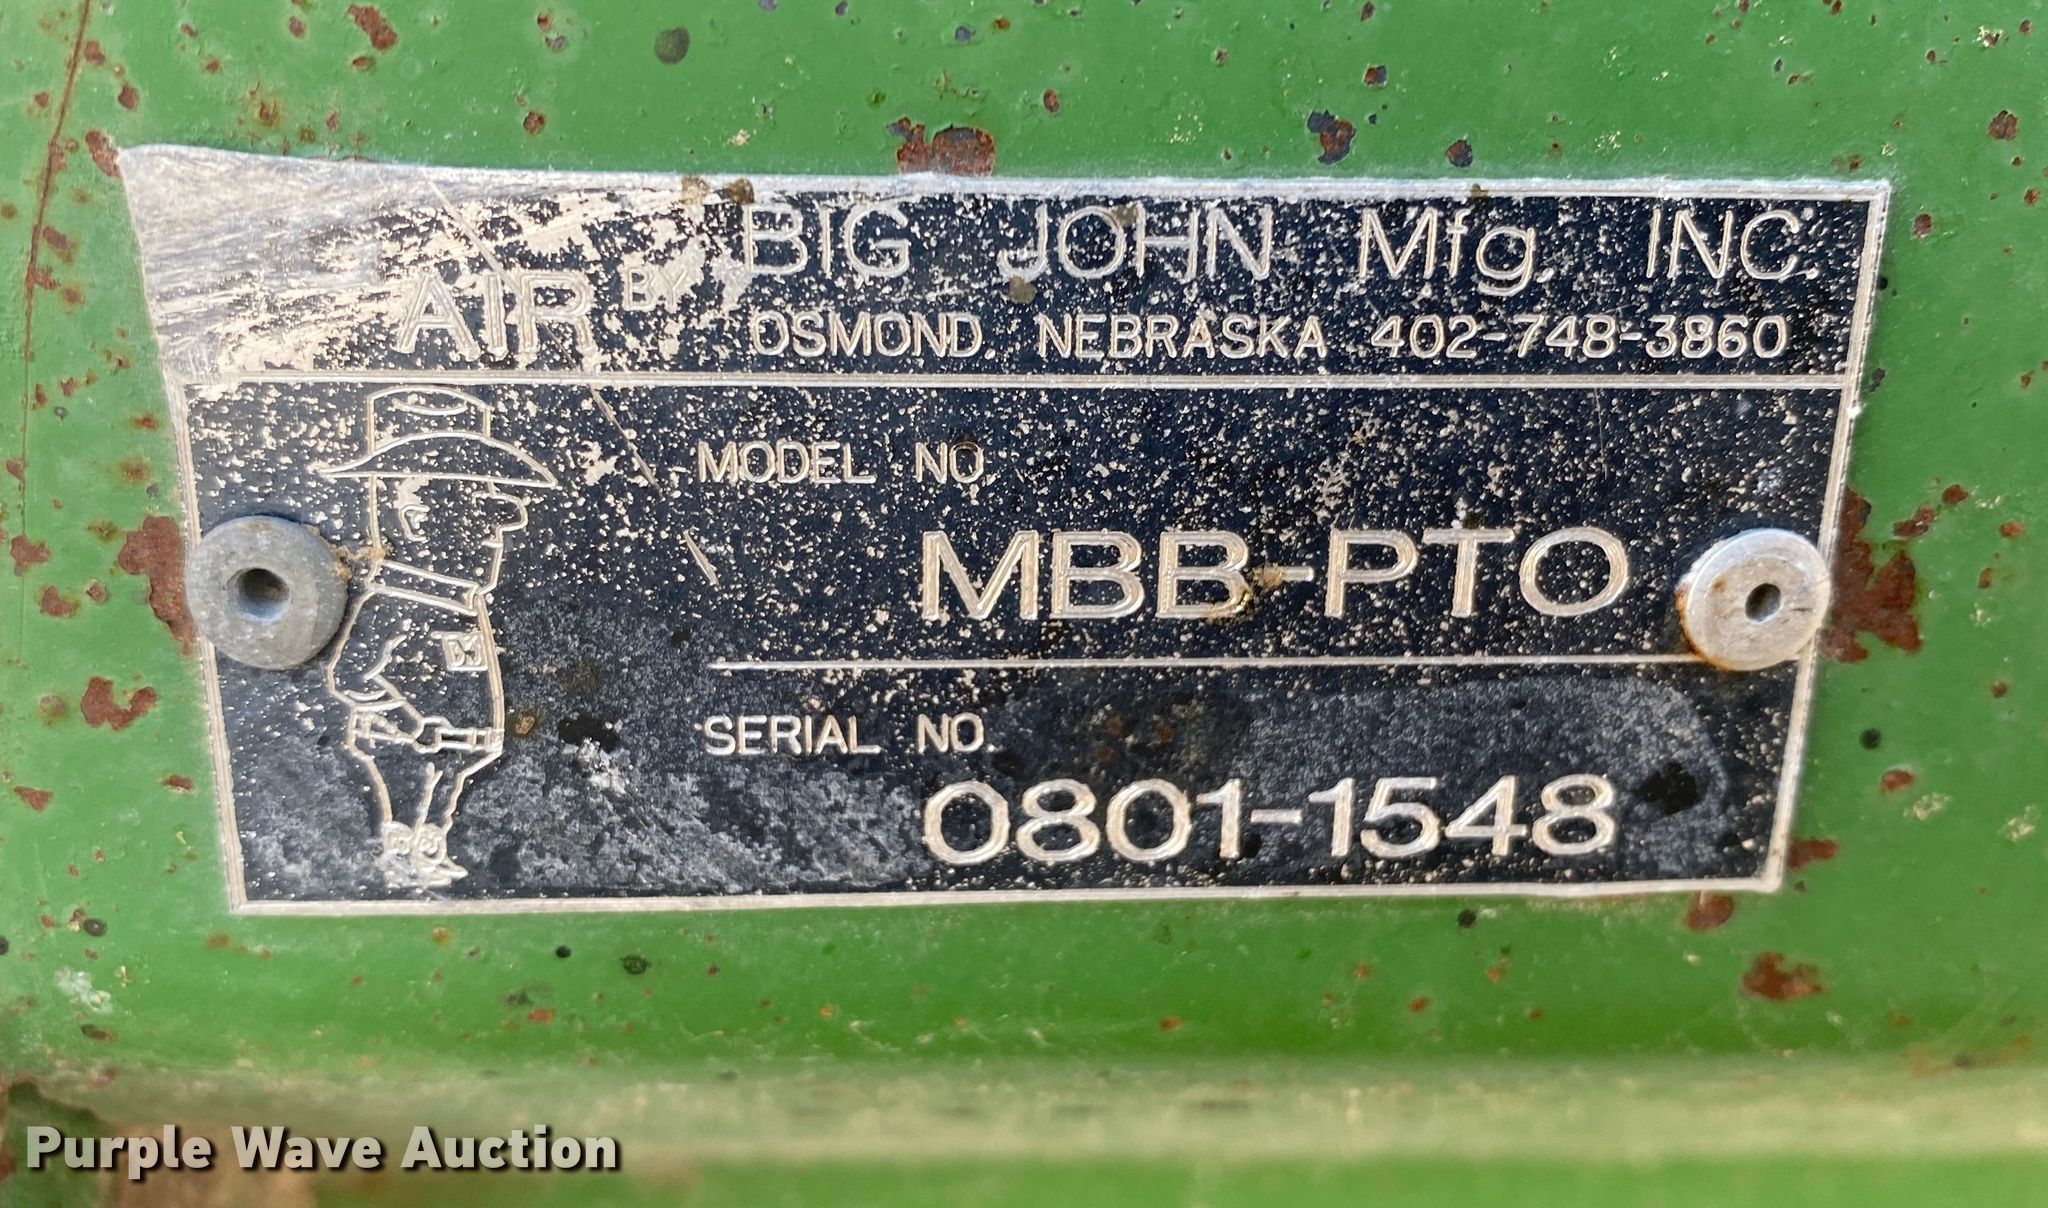 AIR BY BIG JOHN Mfg. INC.
OSMOND NEBRASKA 402-748-3860
MODEL NO.
MBB-PTO
SERIAL NO.
0801-1548
Purple Wave Auction